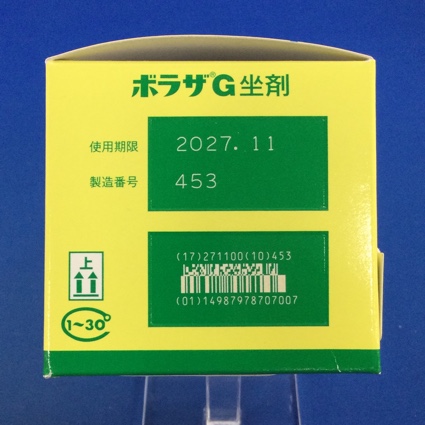 ボラザ®G坐剤
使用期限 2027.11
製造番号 453
(17)271100(10)453
(01)14987978707007
上
1~30°